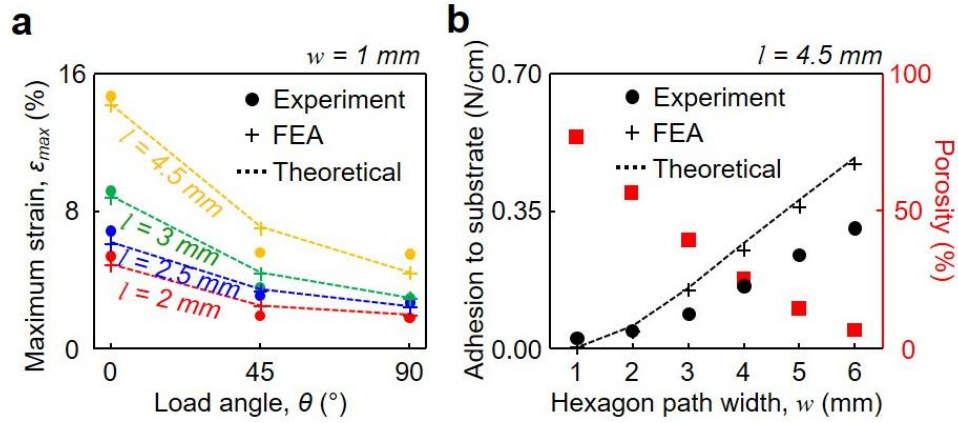 a
w = 1 mm
Maximum strain, εmax (%)
16
8
0
Experiment
FEA
Theoretical
l = 4.5 mm
l = 3 mm
l = 2.5 mm
l = 2 mm
0
45
90
Load angle, θ (°)
b
l = 4.5 mm
Adhesion to substrate (N/cm)
0.70
0.35
0.00
Experiment
FEA
Theoretical
100
50
0
Porosity (%)
1
2
3
4
5
6
Hexagon path width, w (mm)